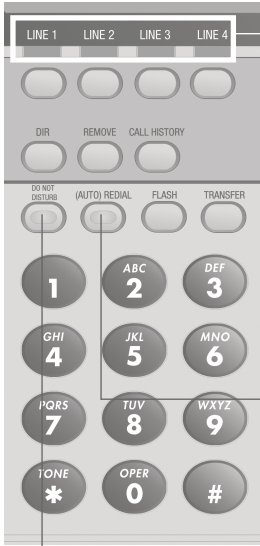 LINE 1 LINE 2 LINE 3 LINE 4
DIR REMOVE CALL HISTORY
DO NOT
DISTURB (AUTO) REDIAL FLASH TRANSFER
ABC DEF
1 2 3
GHI JKL MNO
4 5 6
PQRS TUV WXYZ
7 8 9
TONE OPER
* 0 #